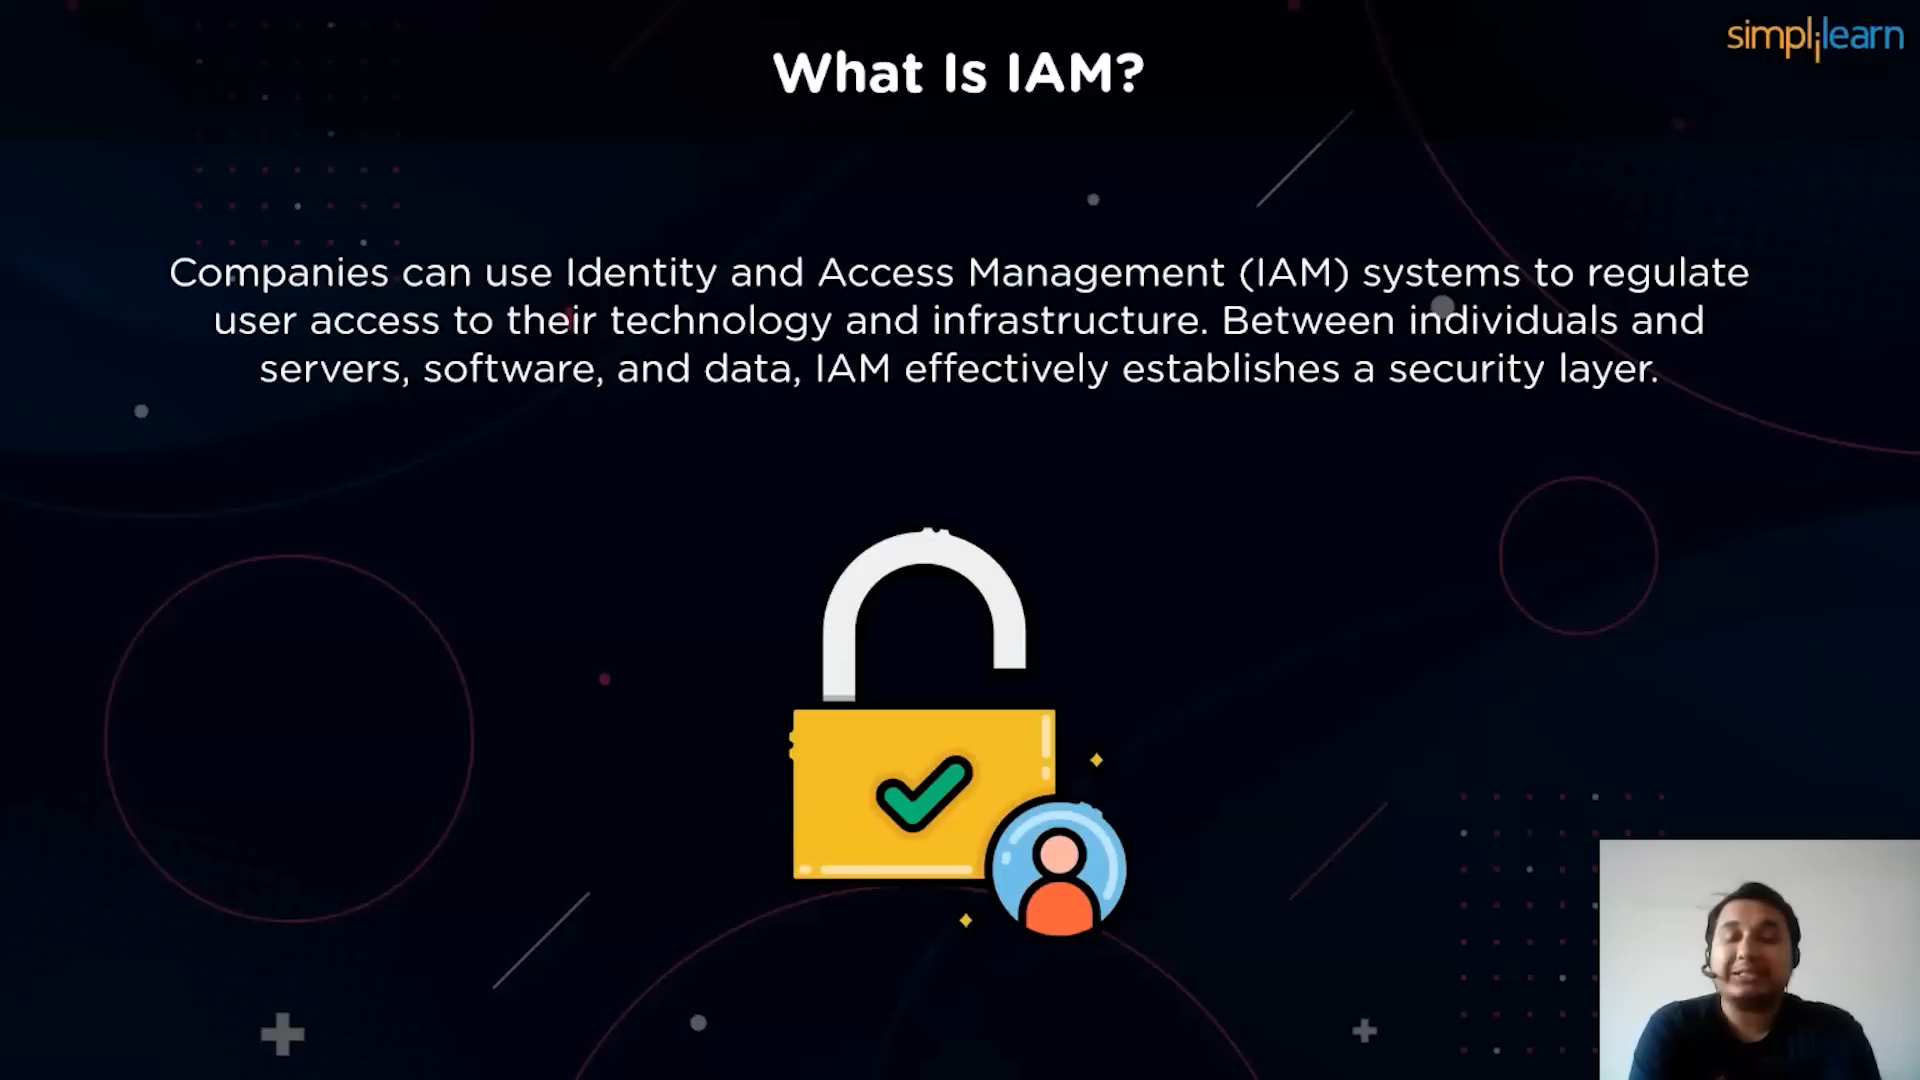 simplilearn
What Is IAM?
Companies can use Identity and Access Management (IAM) systems to regulate
user access to their technology and infrastructure. Between individuals and
servers, software, and data, IAM effectively establishes a security layer.